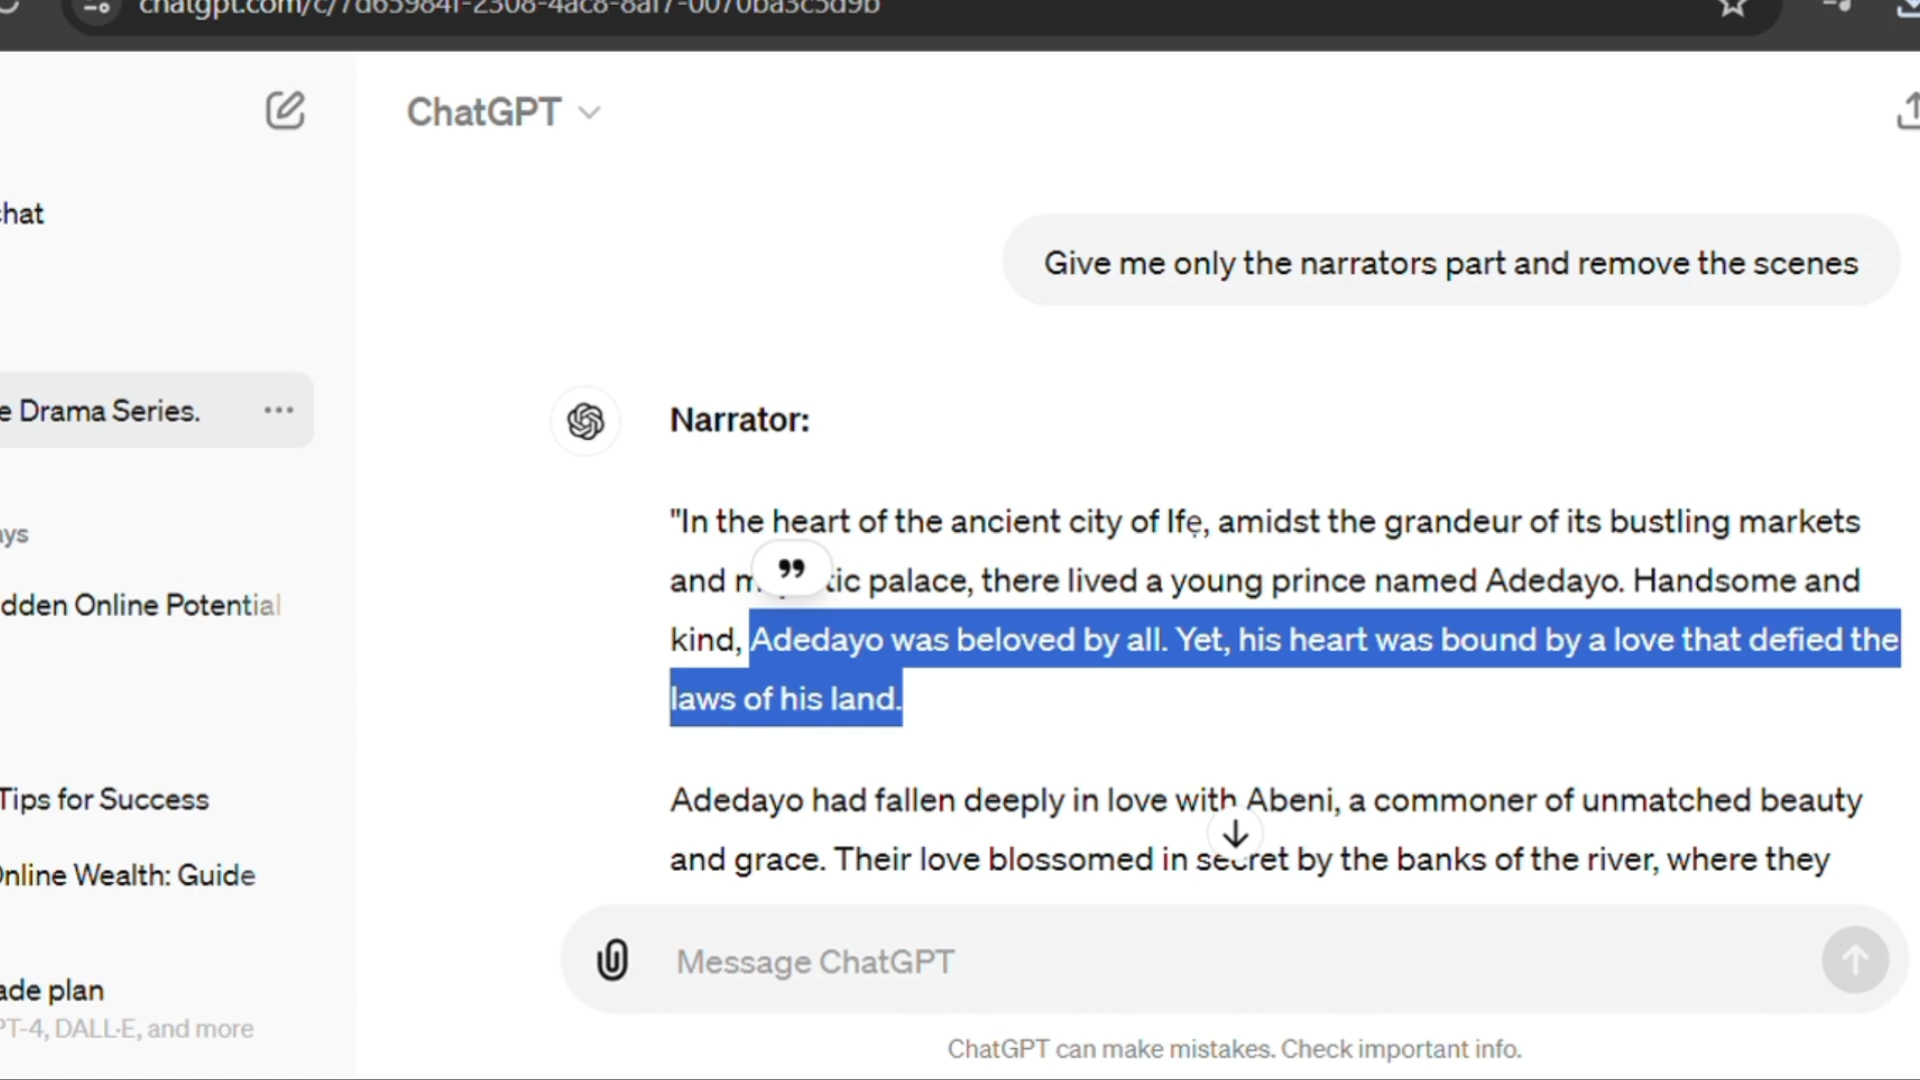 ChatGPT
chat
Give me only the narrators part and remove the scenes
e Drama Series.
Narrator:
"In the heart of the ancient city of Ifẹ, amidst the grandeur of its bustling markets
and tic palace, there lived a young prince named Adedayo. Handsome and
kind, Adedayo was beloved by all. Yet, his heart was bound by a love that defied the
laws of his land.
ays
dden Online Potential
Adedayo had fallen deeply in love with Abeni, a commoner of unmatched beauty
and grace. Their love blossomed in secret by the banks of the river, where they
Tips for Success
Online Wealth: Guide
ade plan
PT-4, DALL·E, and more
Message ChatGPT
ChatGPT can make mistakes. Check important info.